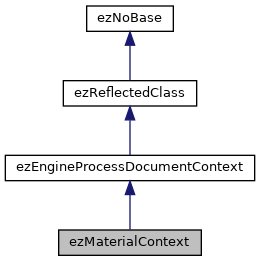 ezNoBase
ezReflectedClass
ezEngineProcessDocumentContext
ezMaterialContext